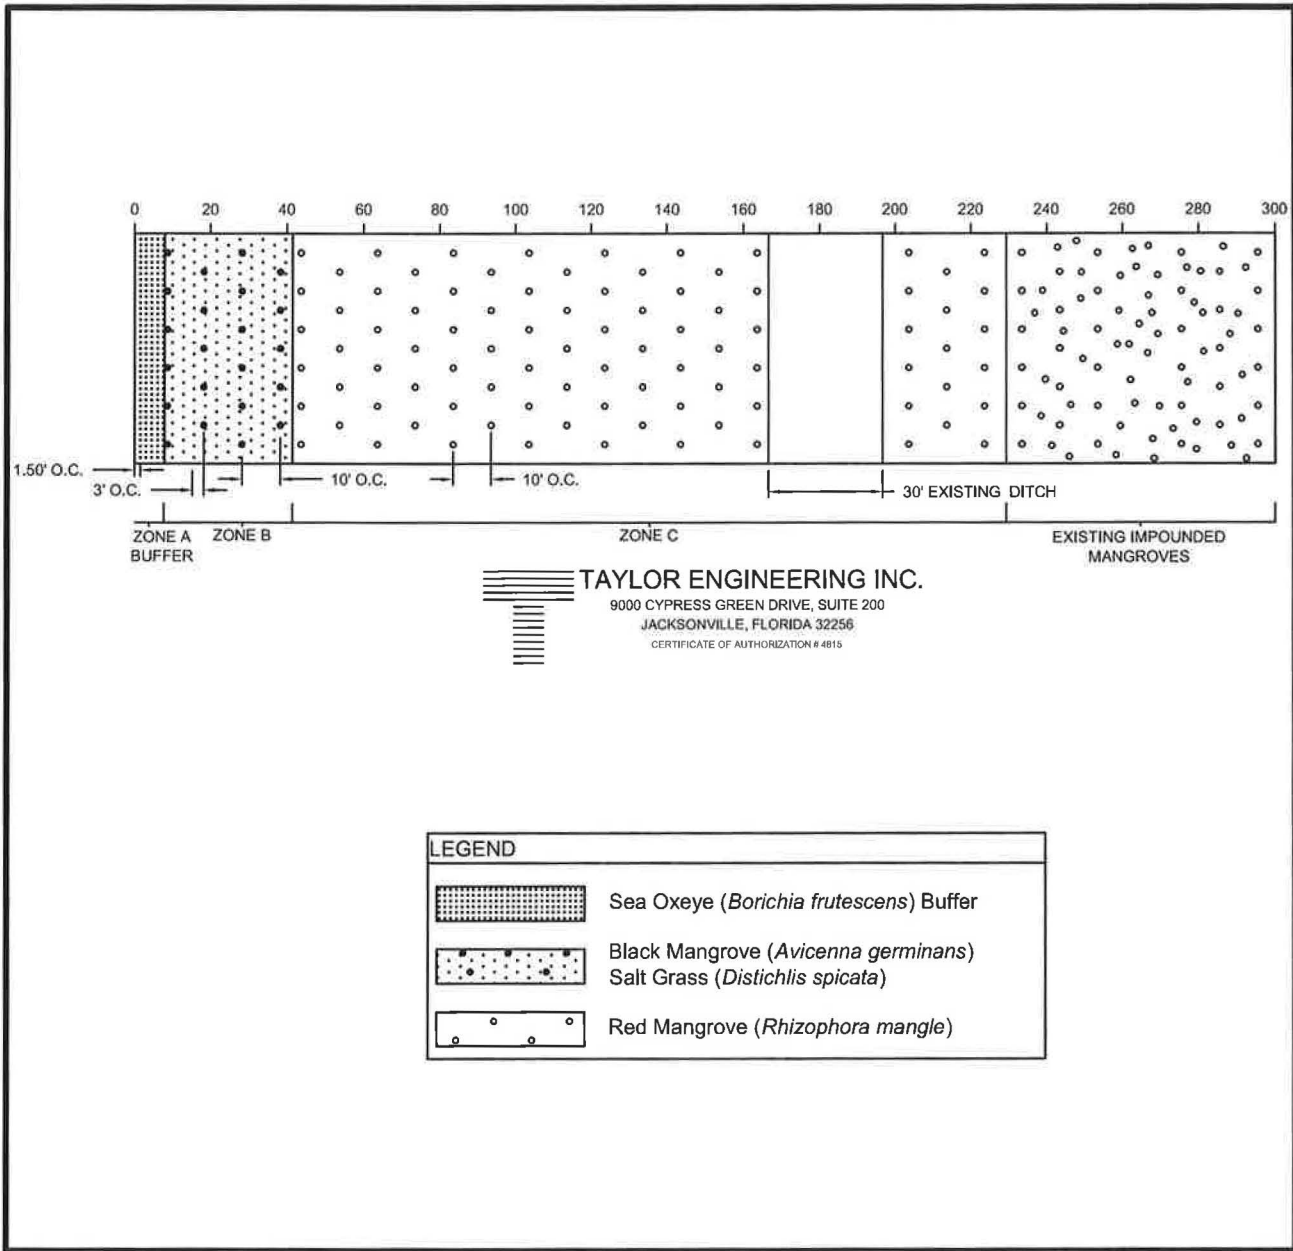 0 20 40 60 80 100 120 140 160 180 200 220 240 260 280 300
1.50' O.C.
3' O.C.
10' O.C.
10' O.C.
30' EXISTING DITCH
ZONE A
BUFFER
ZONE B
ZONE C
EXISTING IMPOUNDED
MANGROVES
TAYLOR ENGINEERING INC.
9000 CYPRESS GREEN DRIVE, SUITE 200
JACKSONVILLE, FLORIDA 32256
CERTIFICATE OF AUTHORIZATION # 4815
LEGEND
Sea Oxeye (Borichia frutescens) Buffer
Black Mangrove (Avicenna germinans)
Salt Grass (Distichlis spicata)
Red Mangrove (Rhizophora mangle)